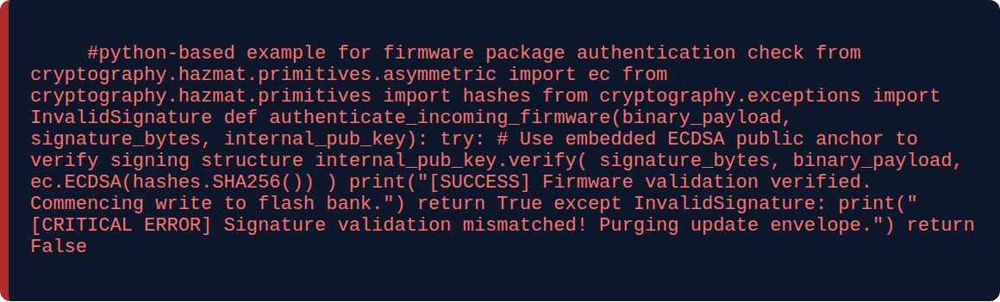 #python-based example for firmware package authentication check from
cryptography.hazmat.primitives.asymmetric import ec from
cryptography.hazmat.primitives import hashes from cryptography.exceptions import
InvalidSignature def authenticate_incoming_firmware(binary_payload,
signature_bytes, internal_pub_key): try: # Use embedded ECDSA public anchor to
verify signing structure internal_pub_key.verify( signature_bytes, binary_payload,
ec.ECDSA(hashes.SHA256()) ) print("[SUCCESS] Firmware validation verified.
Commencing write to flash bank.") return True except InvalidSignature: print("
[CRITICAL ERROR] Signature validation mismatched! Purging update envelope.") return
False